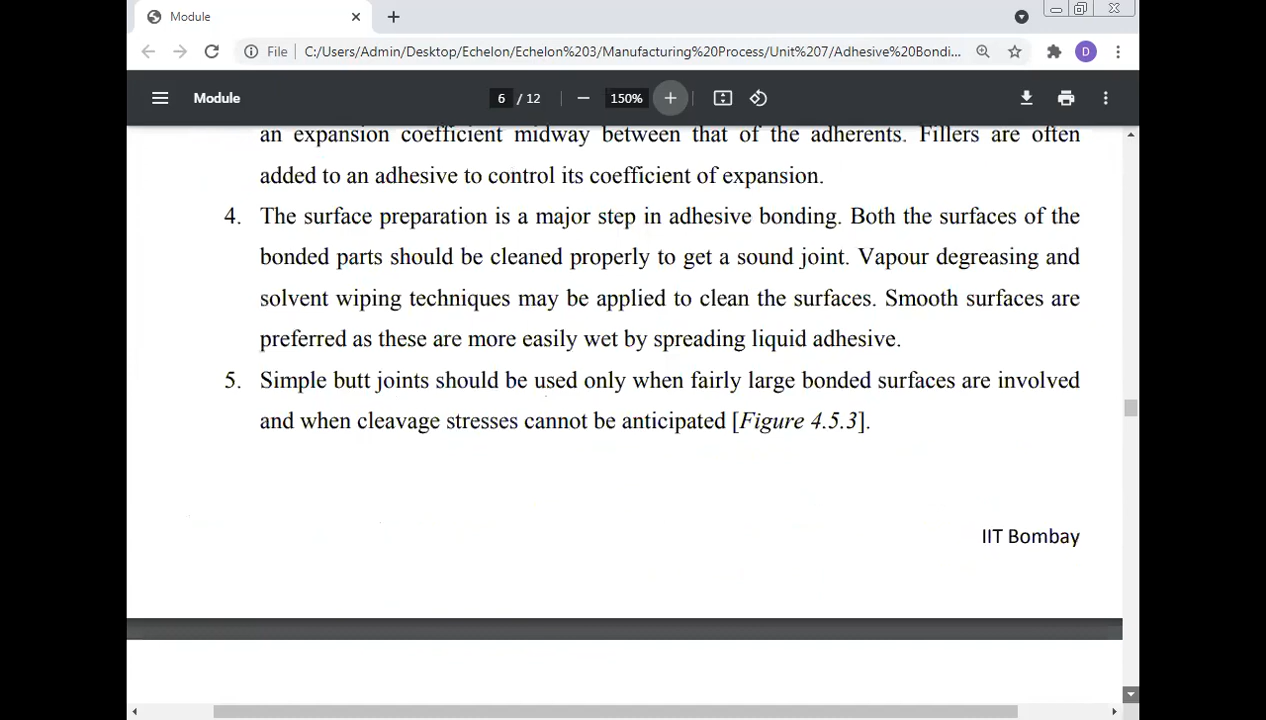 Module
File C:/Users/Admin/Desktop/Echelon/Echelon%203/Manufacturing%20Process/Unit%207/Adhesive%20Bondi... D
Module 6 / 12 150%
an expansion coefficient midway between that of the adherents. Fillers are often
added to an adhesive to control its coefficient of expansion.
4. The surface preparation is a major step in adhesive bonding. Both the surfaces of the
bonded parts should be cleaned properly to get a sound joint. Vapour degreasing and
solvent wiping techniques may be applied to clean the surfaces. Smooth surfaces are
preferred as these are more easily wet by spreading liquid adhesive.
5. Simple butt joints should be used only when fairly large bonded surfaces are involved
and when cleavage stresses cannot be anticipated [Figure 4.5.3].
IIT Bombay